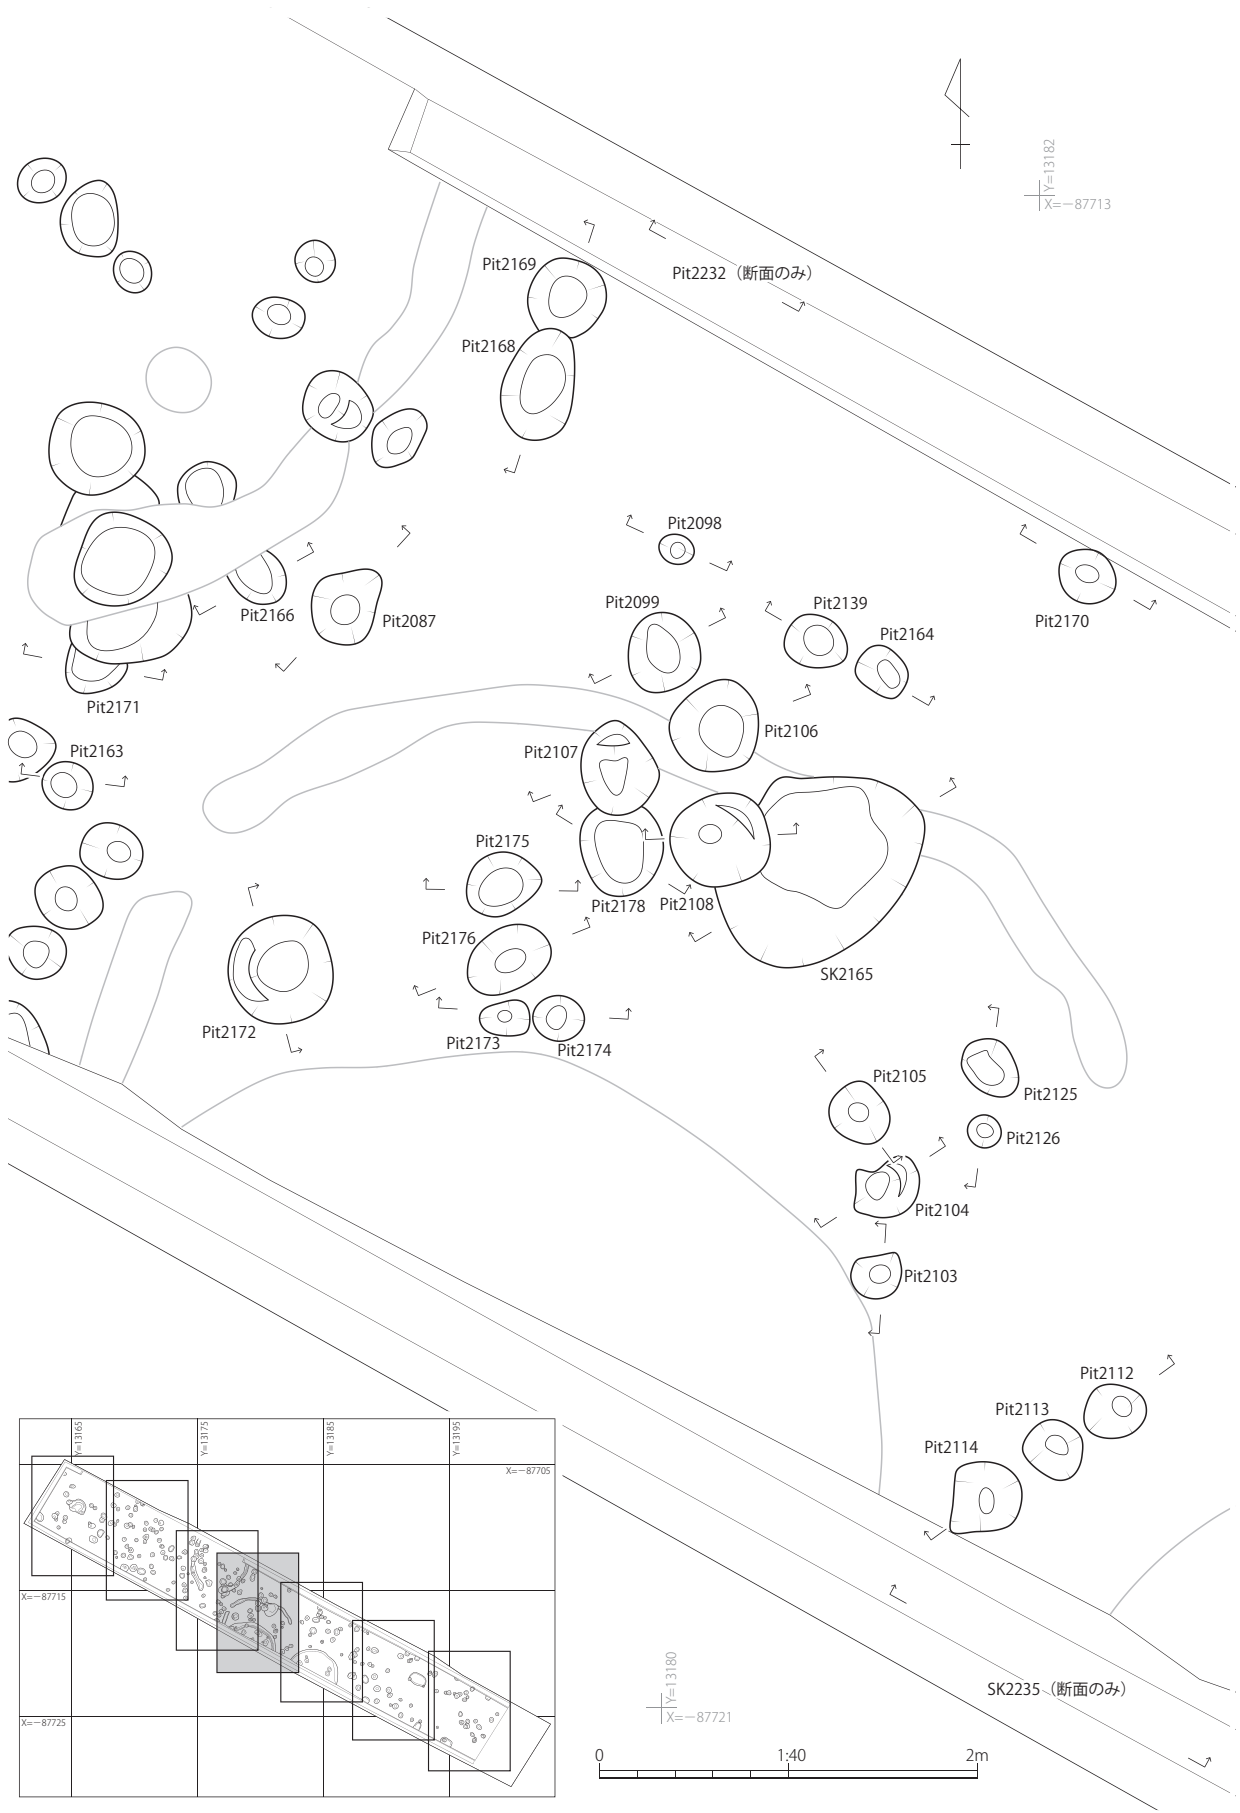 Y=13182
X=－87713
Pit2169
Pit2232（断面のみ）
Pit2168
Pit2098
Pit2099
Pit2139
Pit2166
Pit2087
Pit2164
Pit2170
Pit2171
Pit2106
Pit2107
Pit2163
Pit2175
Pit2178
Pit2108
Pit2176
SK2165
Pit2172
Pit2173
Pit2174
Pit2105
Pit2125
Pit2126
Pit2104
Pit2103
Pit2112
Pit2113
Pit2114
Y=13165
Y=13175
Y=13185
Y=13195
X=－87705
X=－87715
X=－87725
Y=13180
X=－87721
SK2235（断面のみ）
0
1:40
2m